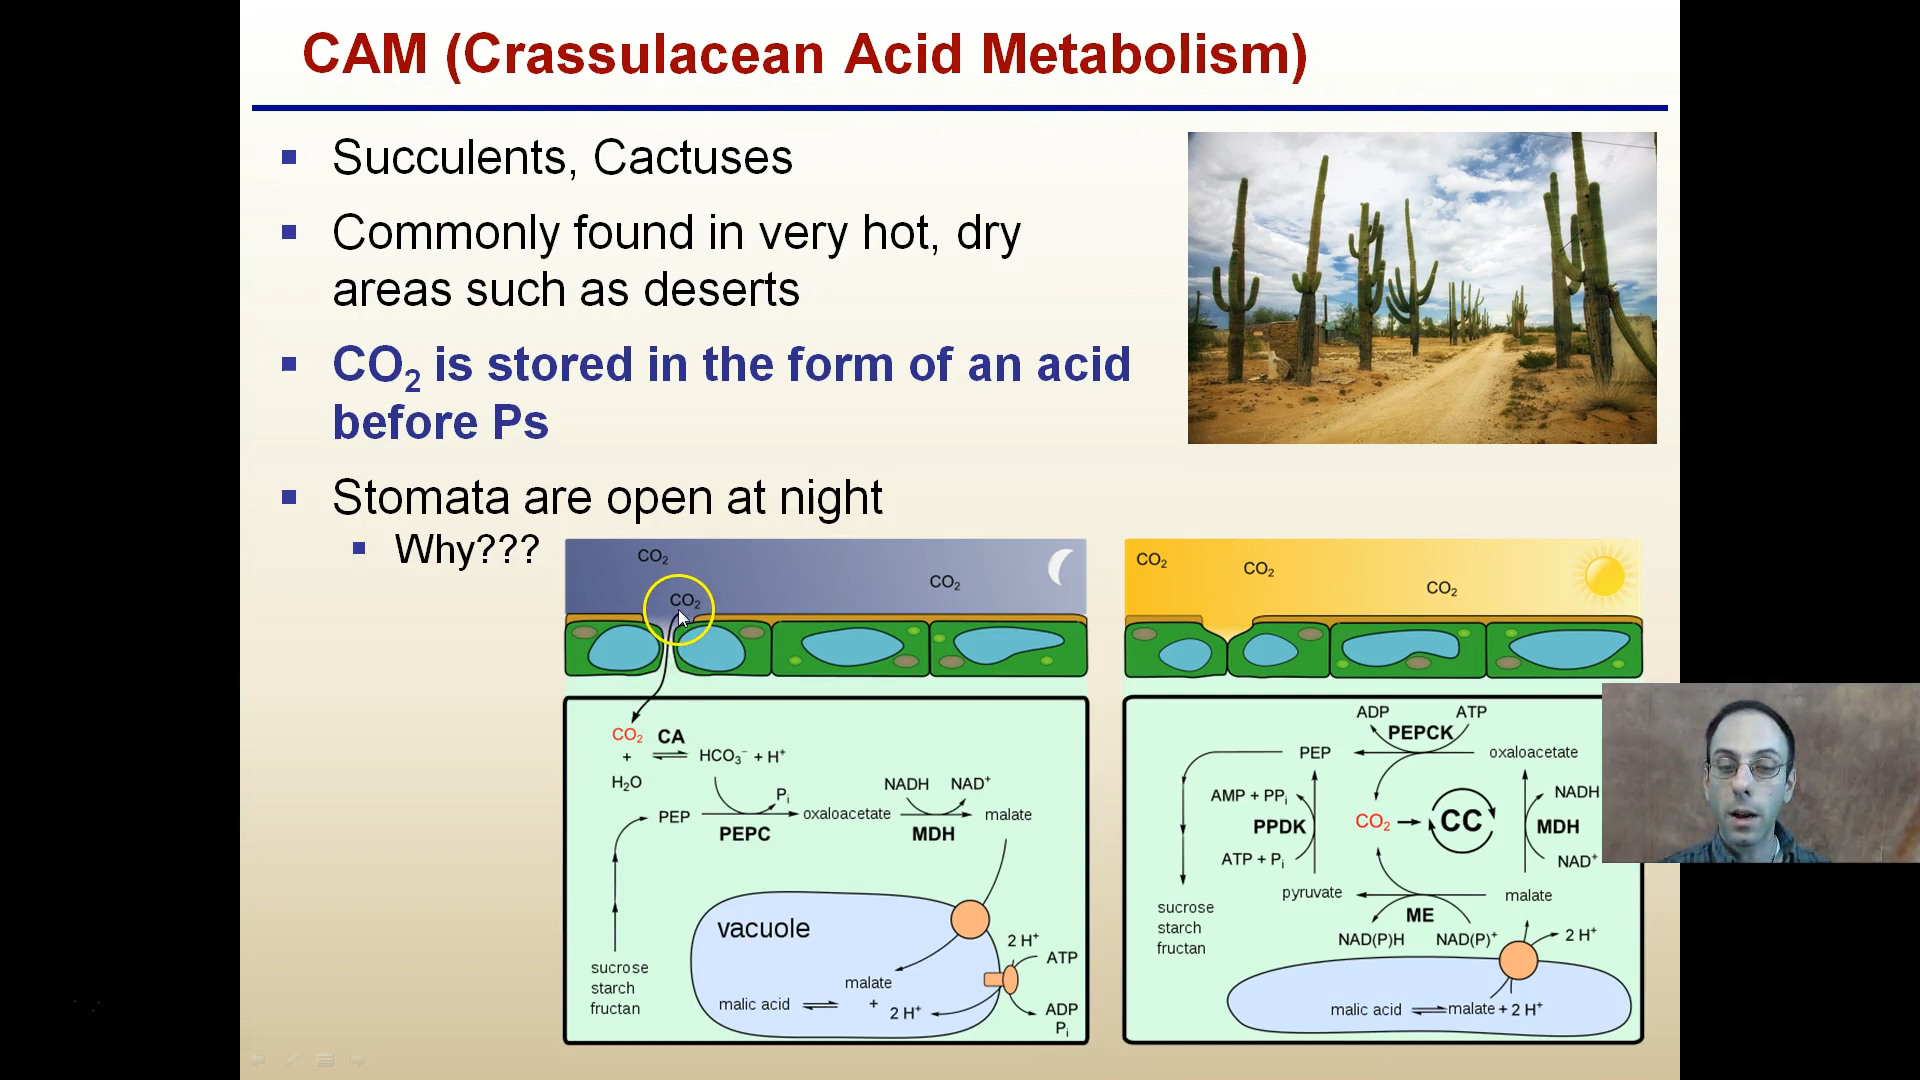 CAM (Crassulacean Acid Metabolism)
Succulents, Cactuses
Commonly found in very hot, dry
areas such as deserts
CO₂ is stored in the form of an acid
before Ps
Stomata are open at night
Why???
CO₂
CO₂
CO₂
CO₂ CA
+ HCO₃⁻ + H⁺
H₂O
NADH NAD⁺
Pᵢ
PEP oxaloacetate malate
PEPC MDH
vacuole
2 H⁺
ATP
sucrose
starch
fructan
malate
malic acid + 2 H⁺
ADP
Pᵢ
CO₂
CO₂
CO₂
ADP ATP
PEPCK
PEP oxaloacetate
AMP + PPᵢ NADH
PPDK CO₂ CC MDH
ATP + Pᵢ NAD⁺
pyruvate malate
ME
sucrose
starch
fructan
NAD(P)H NAD(P)⁺ 2 H⁺
malic acid malate + 2 H⁺